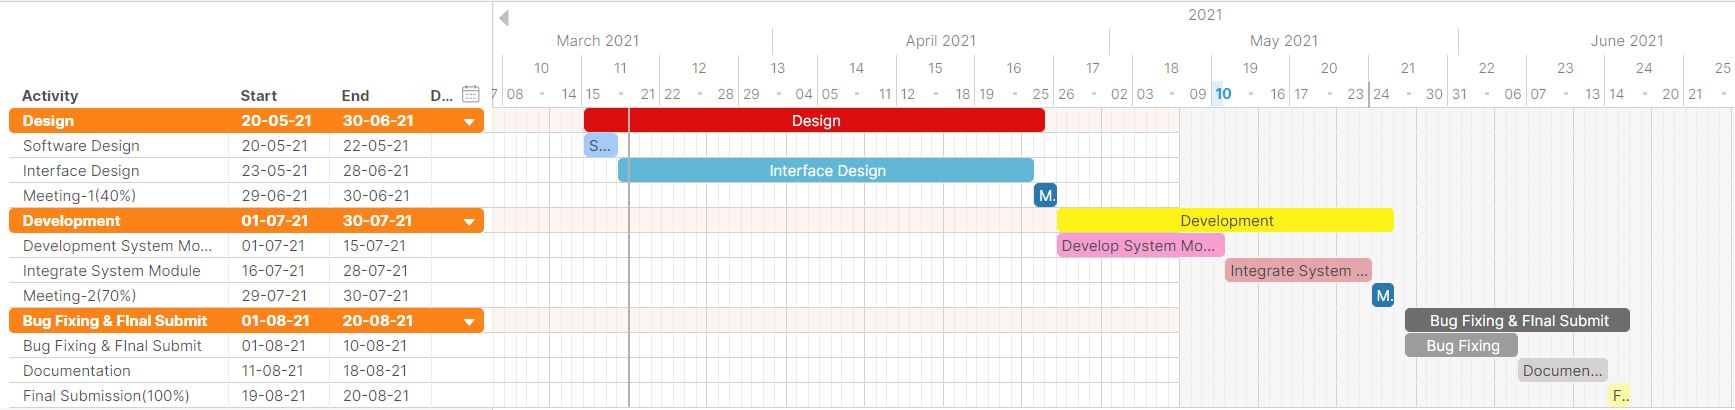 2021
March 2021 April 2021 May 2021 June 2021
10 11 12 13 14 15 16 17 18 19 20 21 22 23 24 25
Activity Start End D... 7 08 - 14 15 - 21 22 - 28 29 - 04 05 - 11 12 - 18 19 - 25 26 - 02 03 - 09 10 - 16 17 - 23 24 - 30 31 - 06 07 - 13 14 - 20 21 -
Design 20-05-21 30-06-21 Design
Software Design 20-05-21 22-05-21 S...
Interface Design 23-05-21 28-06-21 Interface Design
Meeting-1(40%) 29-06-21 30-06-21 M.
Development 01-07-21 30-07-21 Development
Development System Mo... 01-07-21 15-07-21 Develop System Mo...
Integrate System Module 16-07-21 28-07-21 Integrate System ...
Meeting-2(70%) 29-07-21 30-07-21 M.
Bug Fixing & FInal Submit 01-08-21 20-08-21 Bug Fixing & FInal Submit
Bug Fixing & FInal Submit 01-08-21 10-08-21 Bug Fixing
Documentation 11-08-21 18-08-21 Documen...
Final Submission(100%) 19-08-21 20-08-21 F..